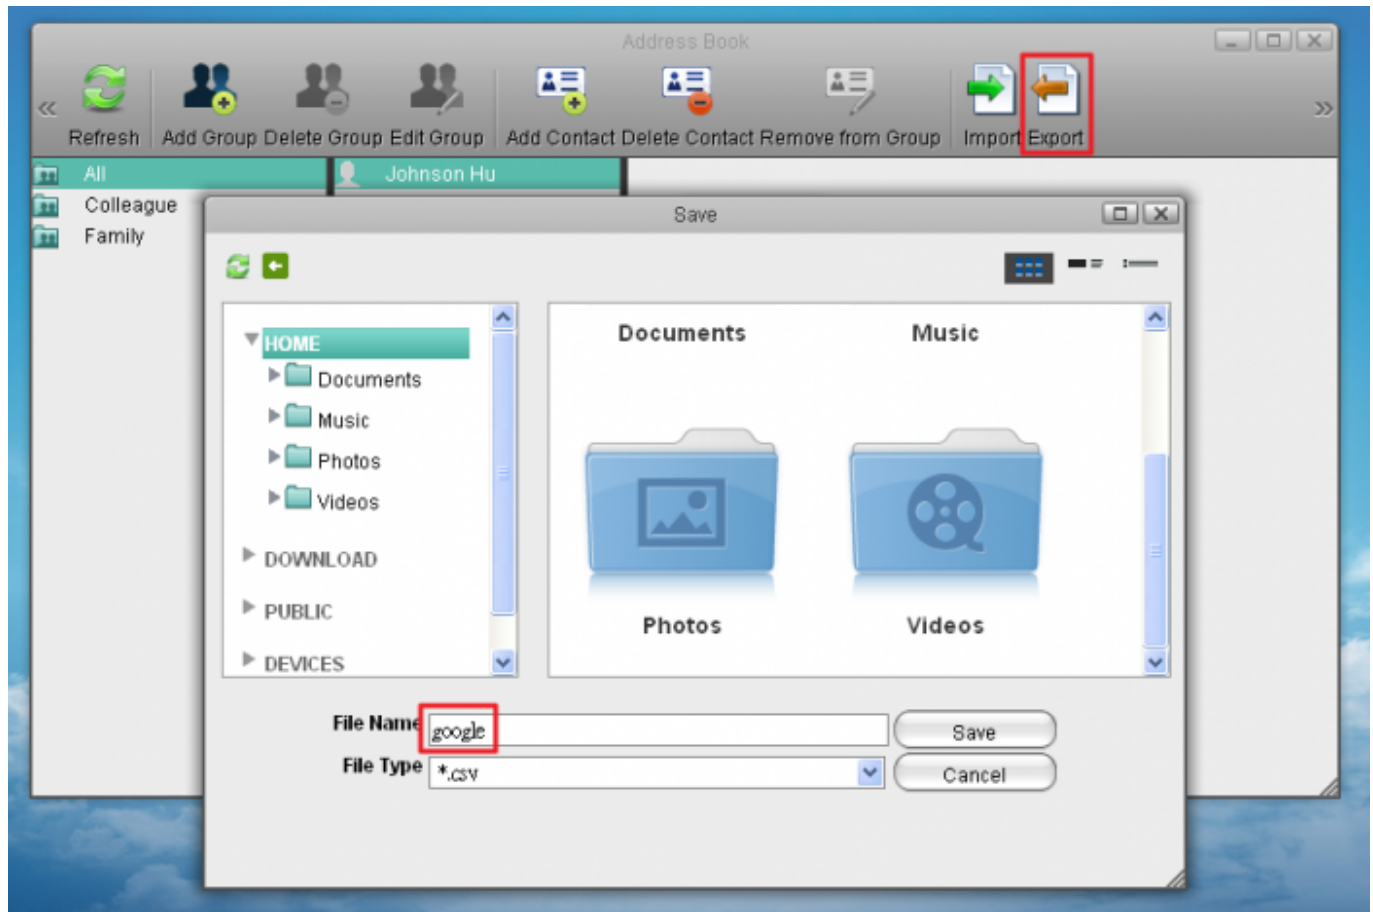 Address Book
Refresh Add Group Delete Group Edit Group Add Contact Delete Contact Remove from Group Import Export
All
Johnson Hu
Colleague
Family
Save
HOME
Documents
Music
Photos
Videos
DOWNLOAD
PUBLIC
DEVICES
Documents Music
Photos Videos
File Name google Save
File Type *.csv Cancel